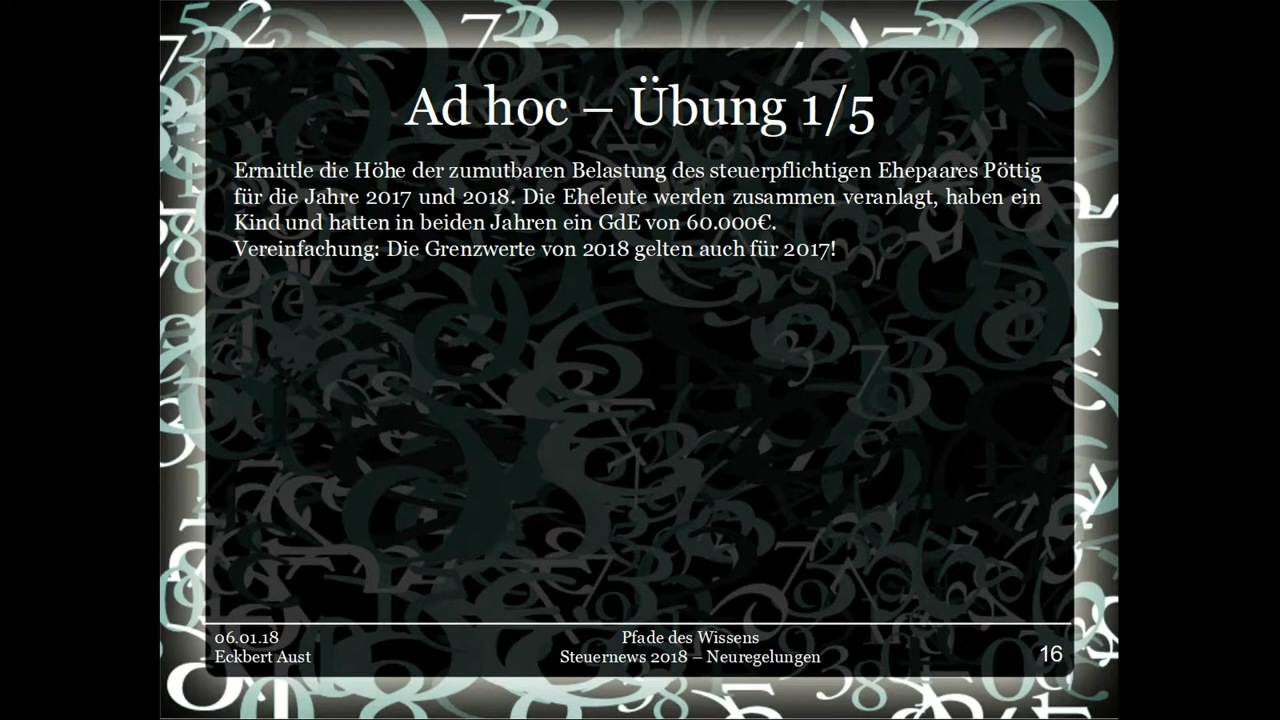 Ad hoc – Übung 1/5
Ermittle die Höhe der zumutbaren Belastung des steuerpflichtigen Ehepaares Pöttig
für die Jahre 2017 und 2018. Die Eheleute werden zusammen veranlagt, haben ein
Kind und hatten in beiden Jahren ein GdE von 60.000€.
Vereinfachung: Die Grenzwerte von 2018 gelten auch für 2017!
06.01.18
Eckbert Aust
Pfade des Wissens
Steuernews 2018 – Neuregelungen
16